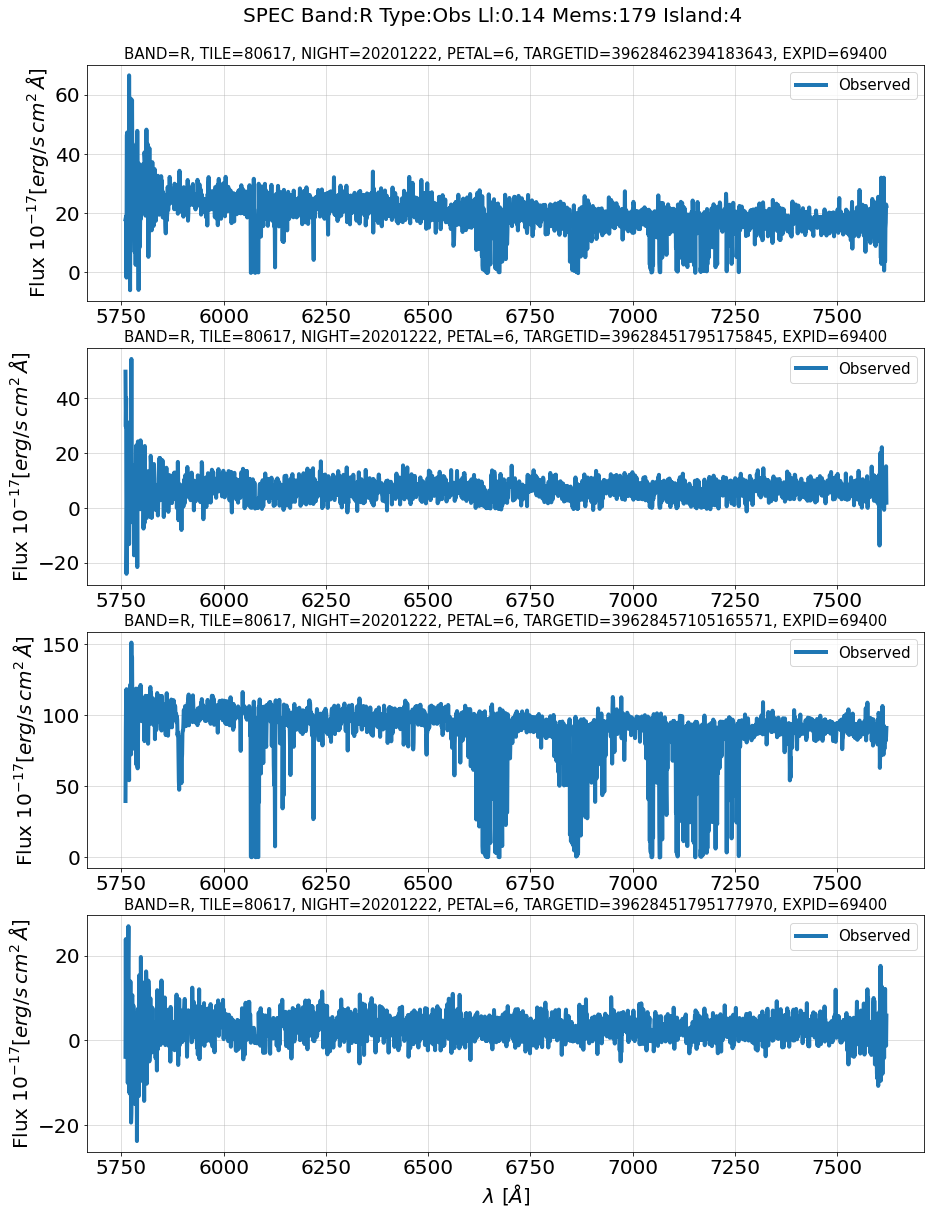 SPEC Band:R Type:Obs Ll:0.14 Mems:179 Island:4
BAND=R, TILE=80617, NIGHT=20201222, PETAL=6, TARGETID=39628462394183643, EXPID=69400
Flux 10^{-17}[erg/s cm^2 Å]
60
40
20
0
Observed
5750 6000 6250 6500 6750 7000 7250 7500
BAND=R, TILE=80617, NIGHT=20201222, PETAL=6, TARGETID=39628451795175845, EXPID=69400
Flux 10^{-17}[erg/s cm^2 Å]
40
20
0
−20
Observed
5750 6000 6250 6500 6750 7000 7250 7500
BAND=R, TILE=80617, NIGHT=20201222, PETAL=6, TARGETID=39628457105165571, EXPID=69400
Flux 10^{-17}[erg/s cm^2 Å]
150
100
50
0
Observed
5750 6000 6250 6500 6750 7000 7250 7500
BAND=R, TILE=80617, NIGHT=20201222, PETAL=6, TARGETID=39628451795177970, EXPID=69400
Flux 10^{-17}[erg/s cm^2 Å]
20
0
−20
Observed
5750 6000 6250 6500 6750 7000 7250 7500
λ [Å]